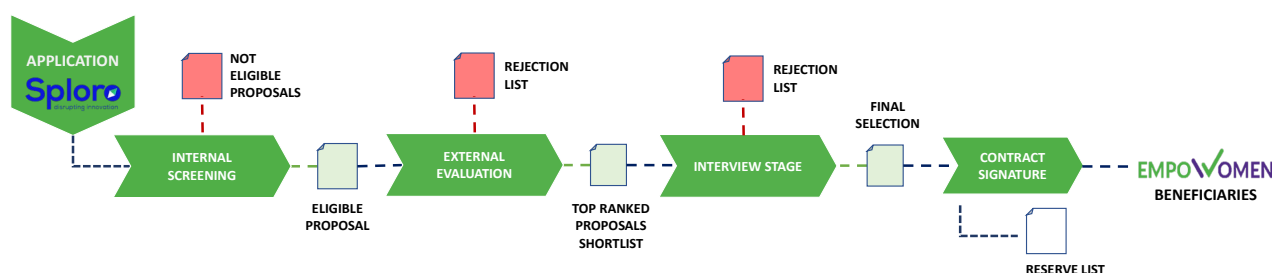 APPLICATION
Sploro
disrupting innovation
NOT
ELIGIBLE
PROPOSALS
INTERNAL
SCREENING
ELIGIBLE
PROPOSAL
REJECTION
LIST
EXTERNAL
EVALUATION
TOP RANKED
PROPOSALS
SHORTLIST
REJECTION
LIST
INTERVIEW STAGE
FINAL
SELECTION
CONTRACT
SIGNATURE
RESERVE LIST
EMPOWOMEN
BENEFICIARIES